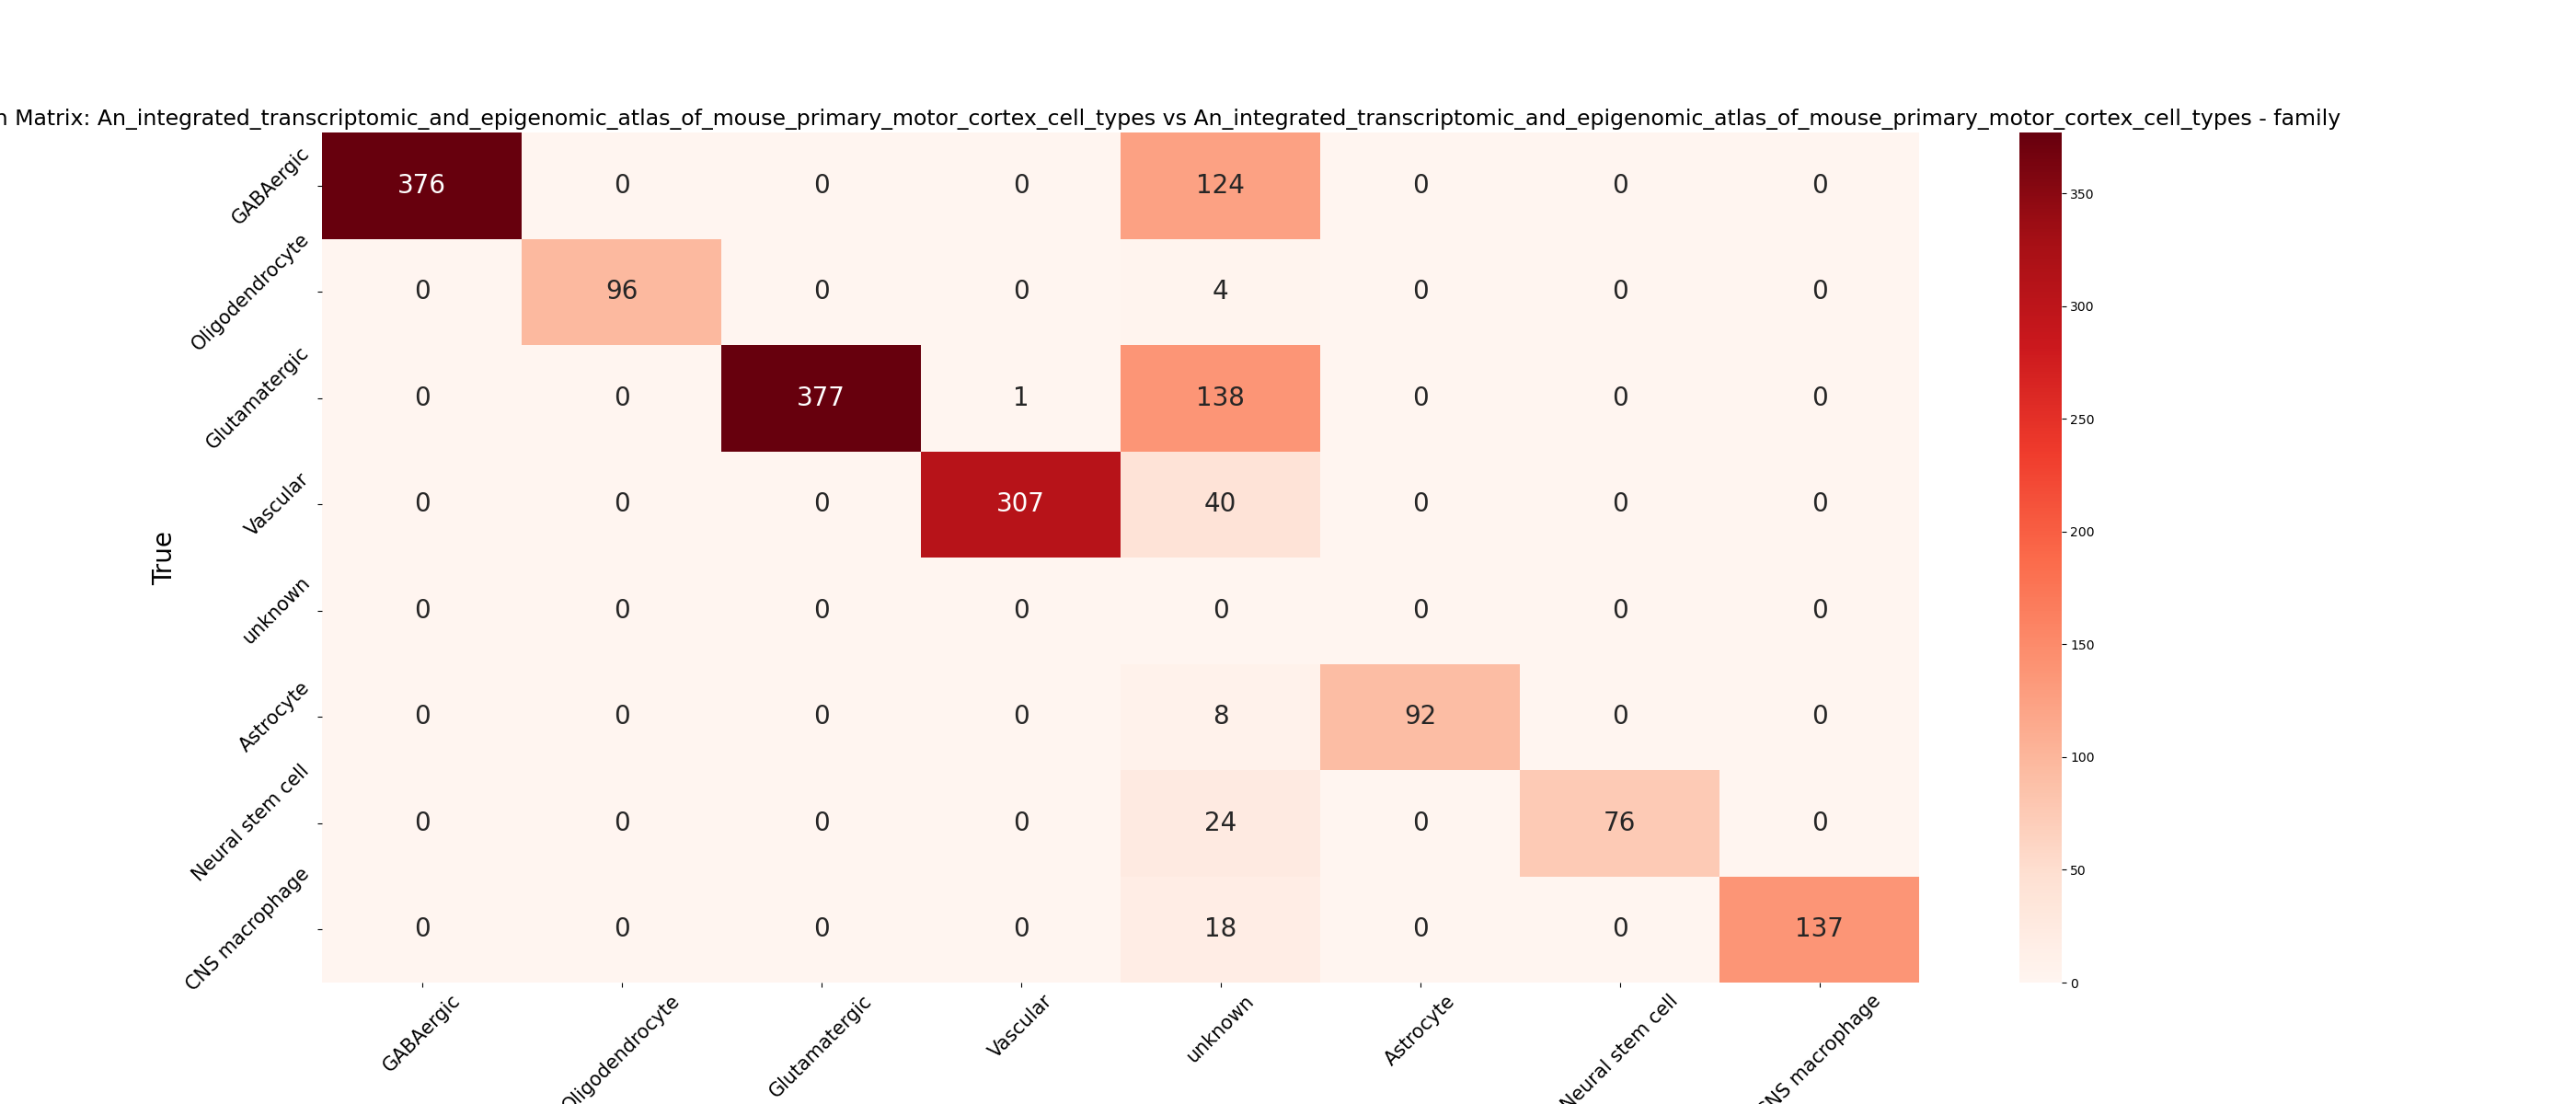 n Matrix: An_integrated_transcriptomic_and_epigenomic_atlas_of_mouse_primary_motor_cortex_cell_types vs An_integrated_transcriptomic_and_epigenomic_atlas_of_mouse_primary_motor_cortex_cell_types - family
True
GABAergic 376 0 0 0 124 0 0 0
Oligodendrocyte 0 96 0 0 4 0 0 0
Glutamatergic 0 0 377 1 138 0 0 0
Vascular 0 0 0 307 40 0 0 0
unknown 0 0 0 0 0 0 0 0
Astrocyte 0 0 0 0 8 92 0 0
Neural stem cell 0 0 0 0 24 0 76 0
CNS macrophage 0 0 0 0 18 0 0 137
GABAergic Oligodendrocyte Glutamatergic Vascular unknown Astrocyte Neural stem cell CNS macrophage
350
300
250
200
150
100
50
0